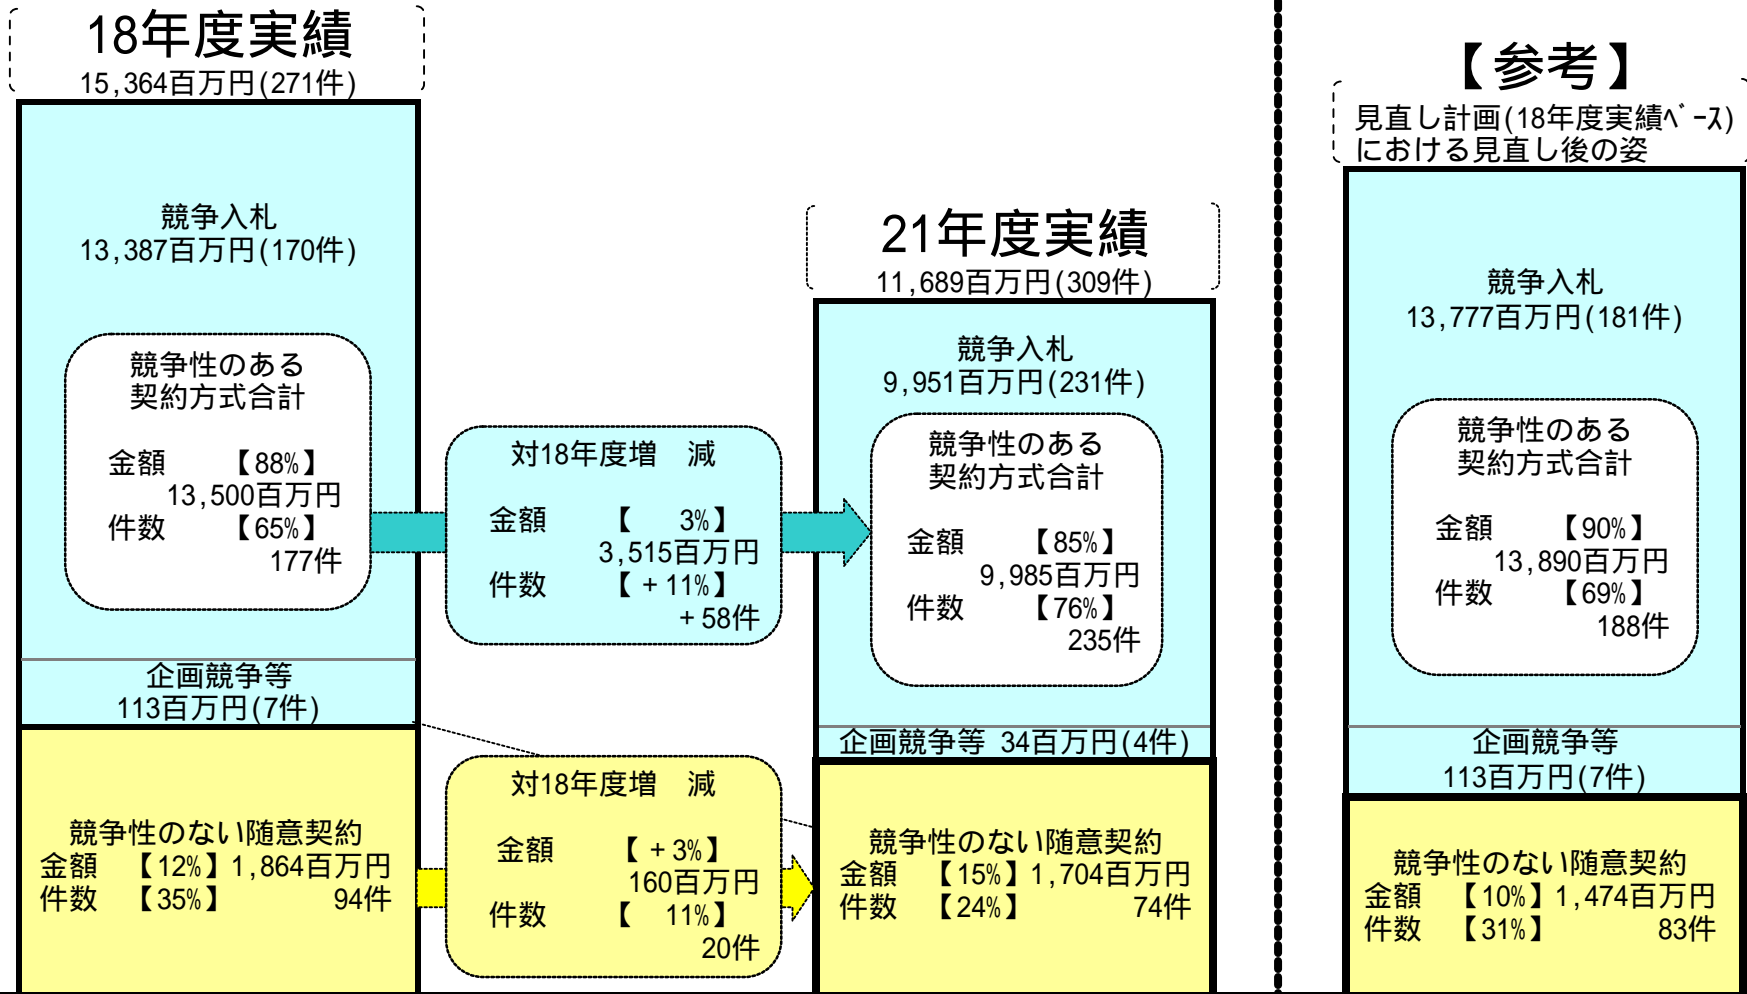 18年度実績
15,364百万円(271件)
競争入札
13,387百万円(170件)
競争性のある
契約方式合計
金額 【88%】
13,500百万円
件数 【65%】
177件
企画競争等
113百万円(7件)
競争性のない随意契約
金額 【12%】1,864百万円
件数 【35%】 94件
対18年度増 減
金額 【 3%】
3,515百万円
件数 【+11%】
+58件
対18年度増 減
金額 【+3%】
160百万円
件数 【 11%】
20件
21年度実績
11,689百万円(309件)
競争入札
9,951百万円(231件)
競争性のある
契約方式合計
金額 【85%】
9,985百万円
件数 【76%】
235件
企画競争等 34百万円(4件)
競争性のない随意契約
金額 【15%】1,704百万円
件数 【24%】 74件
【参考】
見直し計画(18年度実績ベース)
における見直し後の姿
競争入札
13,777百万円(181件)
競争性のある
契約方式合計
金額 【90%】
13,890百万円
件数 【69%】
188件
企画競争等
113百万円(7件)
競争性のない随意契約
金額 【10%】1,474百万円
件数 【31%】 83件